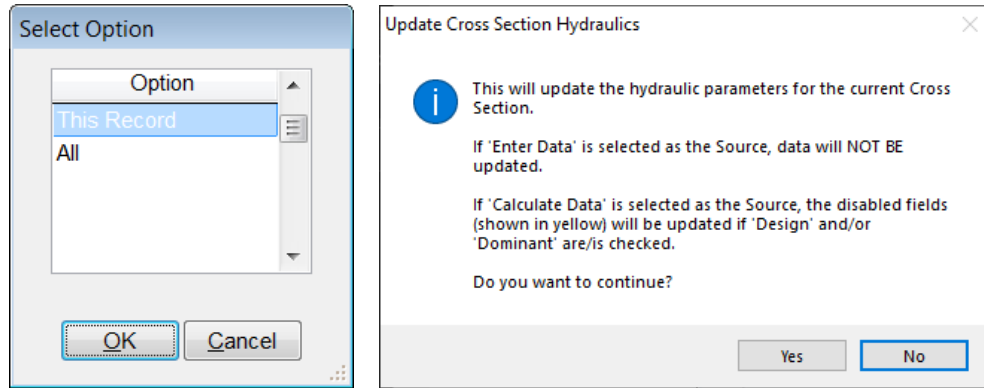 Select Option
Option
This Record
All
OK
Cancel
Update Cross Section Hydraulics
This will update the hydraulic parameters for the current Cross
Section.
If 'Enter Data' is selected as the Source, data will NOT BE
updated.
If 'Calculate Data' is selected as the Source, the disabled fields
(shown in yellow) will be updated if 'Design' and/or
'Dominant' are/is checked.
Do you want to continue?
Yes
No